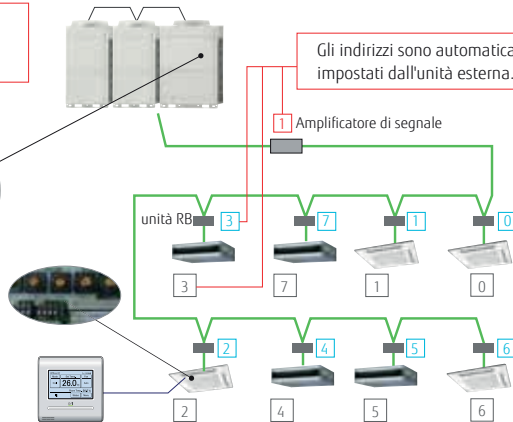 Gli indirizzi sono automatica
impostati dall'unità esterna.
1 Amplificatore di segnale
unità RB 3 7 1 0
3 7 1 0
2 4 5 6
26.0
2 4 5 6